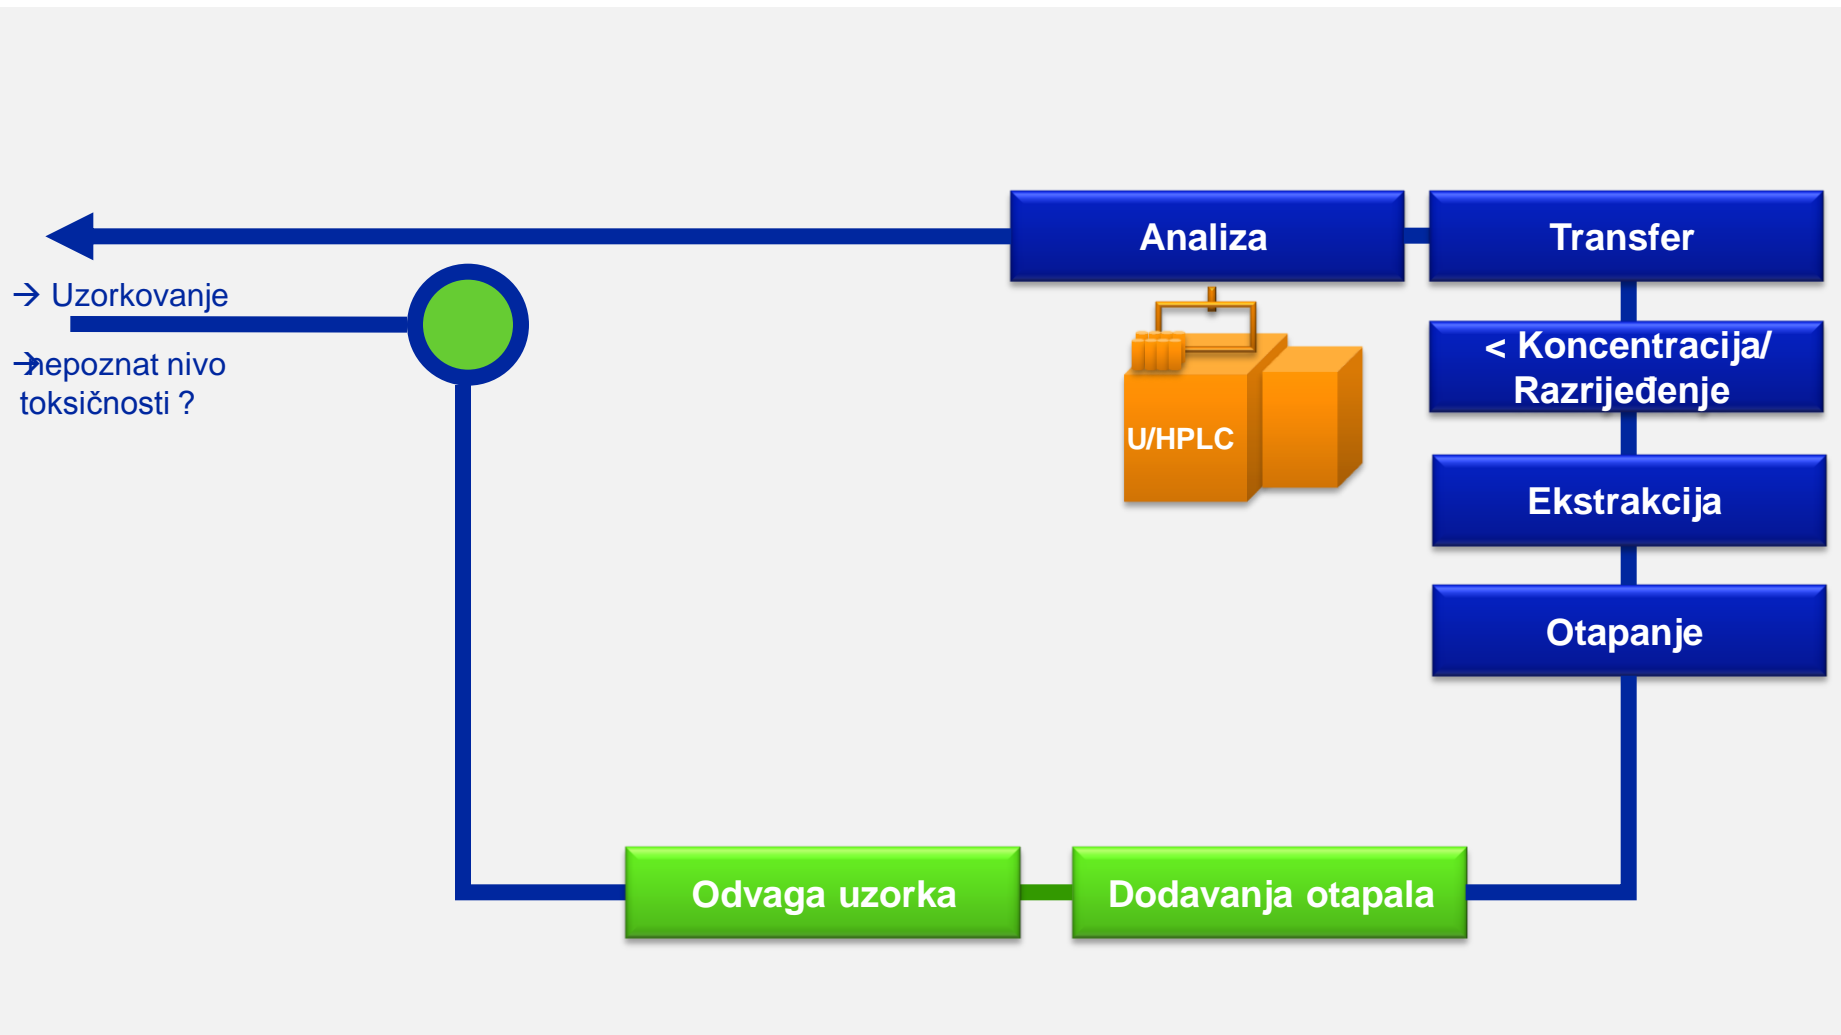 Analiza
Transfer
→ Uzorkovanje
→nepoznat nivo
toksičnosti ?
< Koncentracija/
Razrijeđenje
U/HPLC
Ekstrakcija
Otapanje
Odvaga uzorka
Dodavanja otapala